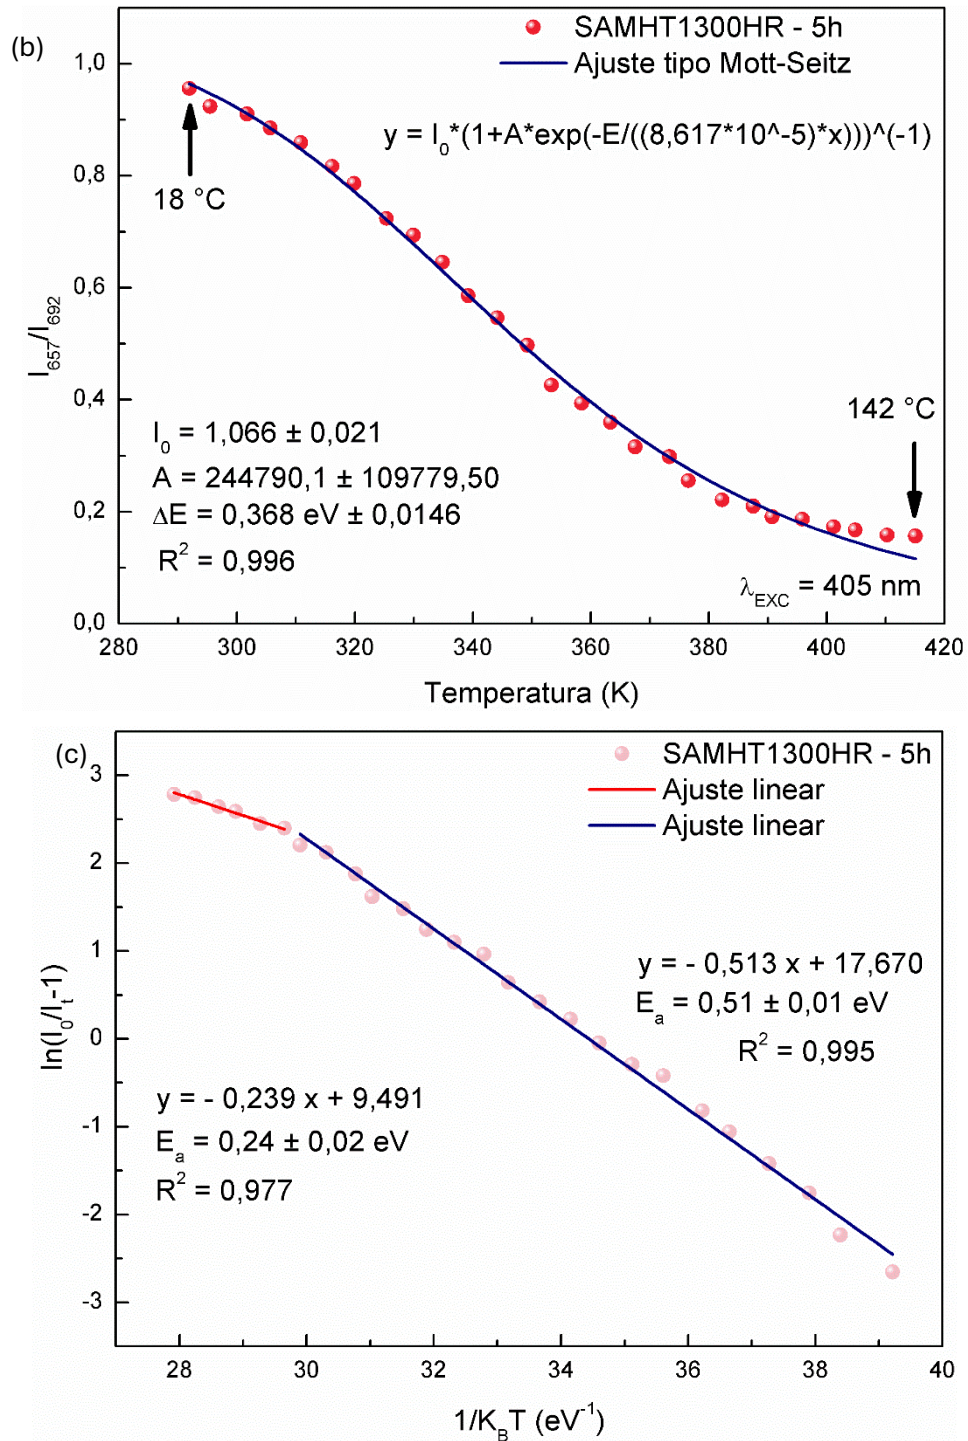 (b)
SAMHT1300HR - 5h
Ajuste tipo Mott-Seitz
y = I₀*(1+A*exp(-E/((8,617*10^-5)*x)))^(-1)
18 °C
142 °C
I₀ = 1,066 ± 0,021
A = 244790,1 ± 109779,50
ΔE = 0,368 eV ± 0,0146
R² = 0,996
λEXC = 405 nm
I₆₅₇/I₆₉₂
1,0
0,8
0,6
0,4
0,2
0,0
280 300 320 340 360 380 400 420
Temperatura (K)
(c)
SAMHT1300HR - 5h
Ajuste linear
Ajuste linear
y = - 0,513 x + 17,670
Eₐ = 0,51 ± 0,01 eV
R² = 0,995
y = - 0,239 x + 9,491
Eₐ = 0,24 ± 0,02 eV
R² = 0,977
ln(I₀/Iₜ-1)
3
2
1
0
-1
-2
-3
28 30 32 34 36 38 40
1/K_BT (eV⁻¹)